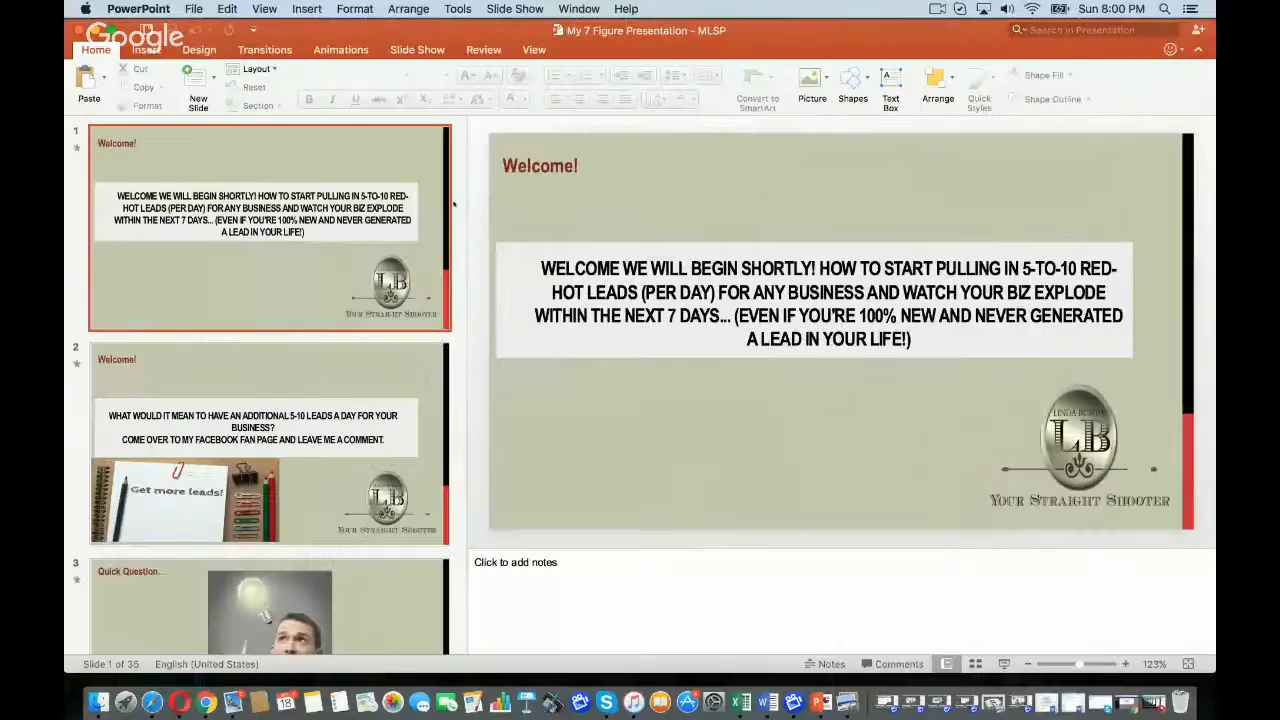 PowerPoint File Edit View Insert Format Arrange Tools Slide Show Window Help Sun 8:00 PM
Google
My 7 Figure Presentation – MLSP
Search in Presentation
Home Insert Design Transitions Animations Slide Show Review View
Paste
Cut
Copy
Format
New Slide
Layout
Reset
Section
Convert to SmartArt
Picture
Shapes
Text Box
Arrange
Quick Styles
Shape Fill
Shape Outline
1
Welcome!
WELCOME WE WILL BEGIN SHORTLY! HOW TO START PULLING IN 5-TO-10 RED-
HOT LEADS (PER DAY) FOR ANY BUSINESS AND WATCH YOUR BIZ EXPLODE
WITHIN THE NEXT 7 DAYS... (EVEN IF YOU'RE 100% NEW AND NEVER GENERATED
A LEAD IN YOUR LIFE!)
LB
YOUR STRAIGHT SHOOTER
2
Welcome!
WHAT WOULD IT MEAN TO HAVE AN ADDITIONAL 5-10 LEADS A DAY FOR YOUR
BUSINESS?
COME OVER TO MY FACEBOOK FAN PAGE AND LEAVE ME A COMMENT.
Get more leads!
LB
YOUR STRAIGHT SHOOTER
3
Quick Question...
Welcome!
WELCOME WE WILL BEGIN SHORTLY! HOW TO START PULLING IN 5-TO-10 RED-
HOT LEADS (PER DAY) FOR ANY BUSINESS AND WATCH YOUR BIZ EXPLODE
WITHIN THE NEXT 7 DAYS... (EVEN IF YOU'RE 100% NEW AND NEVER GENERATED
A LEAD IN YOUR LIFE!)
LINDA
LB
YOUR STRAIGHT SHOOTER
Click to add notes
Slide 1 of 35 English (United States) Notes Comments 123%